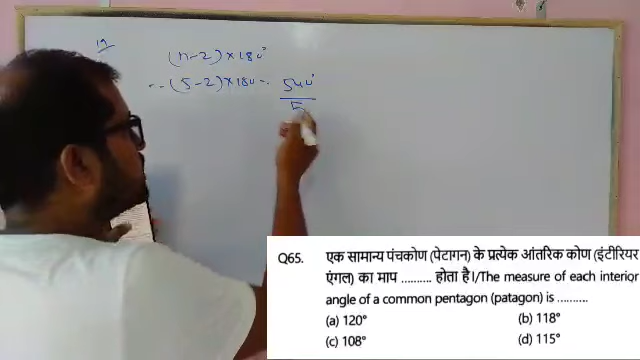 (n-2)×180°
(5-2)×180
540°
5
Q65. एक सामान्य पंचकोण (पेटागन) के प्रत्येक आंतरिक कोण (इंटीरियर
एंगल) का माप .......... होता है।/The measure of each interior
angle of a common pentagon (patagon) is ..........
(a) 120° (b) 118°
(c) 108° (d) 115°